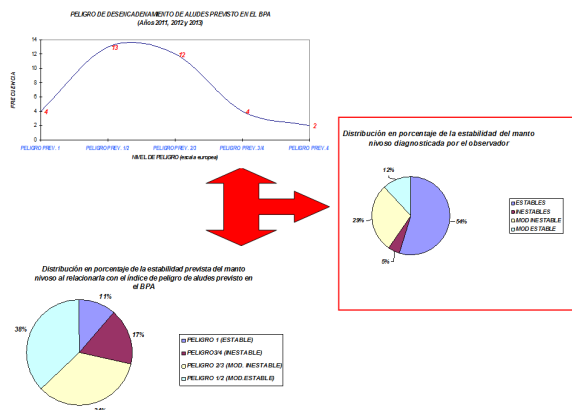 PELIGRO DE DESENCADENAMIENTO DE ALUDES PREVISTO EN EL BPA
(Años 2011, 2012 y 2013)
FRECUENCIA
14
12
10
8
6
4
2
0
4
13
12
4
2
PELIGRO PREV. 1
PELIGRO PREV. 1/2
PELIGRO PREV. 2/3
PELIGRO PREV. 3/4
PELIGRO PREV.
NIVEL DE PELIGRO (escala europea)
Distribución en porcentaje de la estabilidad del manto
nivoso diagnosticada por el observador
12%
29%
54%
5%
ESTABLES
INESTABLES
MOD INESTABLE
MOD ESTABLE
Distribución en porcentaje de la estabilidad prevista del manto
nivoso al relacionarla con el índice de peligro de aludes previsto en
el BPA
11%
17%
38%
PELIGRO 1 (ESTABLE)
PELIGRO3/4 (INESTABLE)
PELIGRO 2/3 (MOD. INESTABLE)
PELIGRO 1/2 (MOD.ESTABLE)